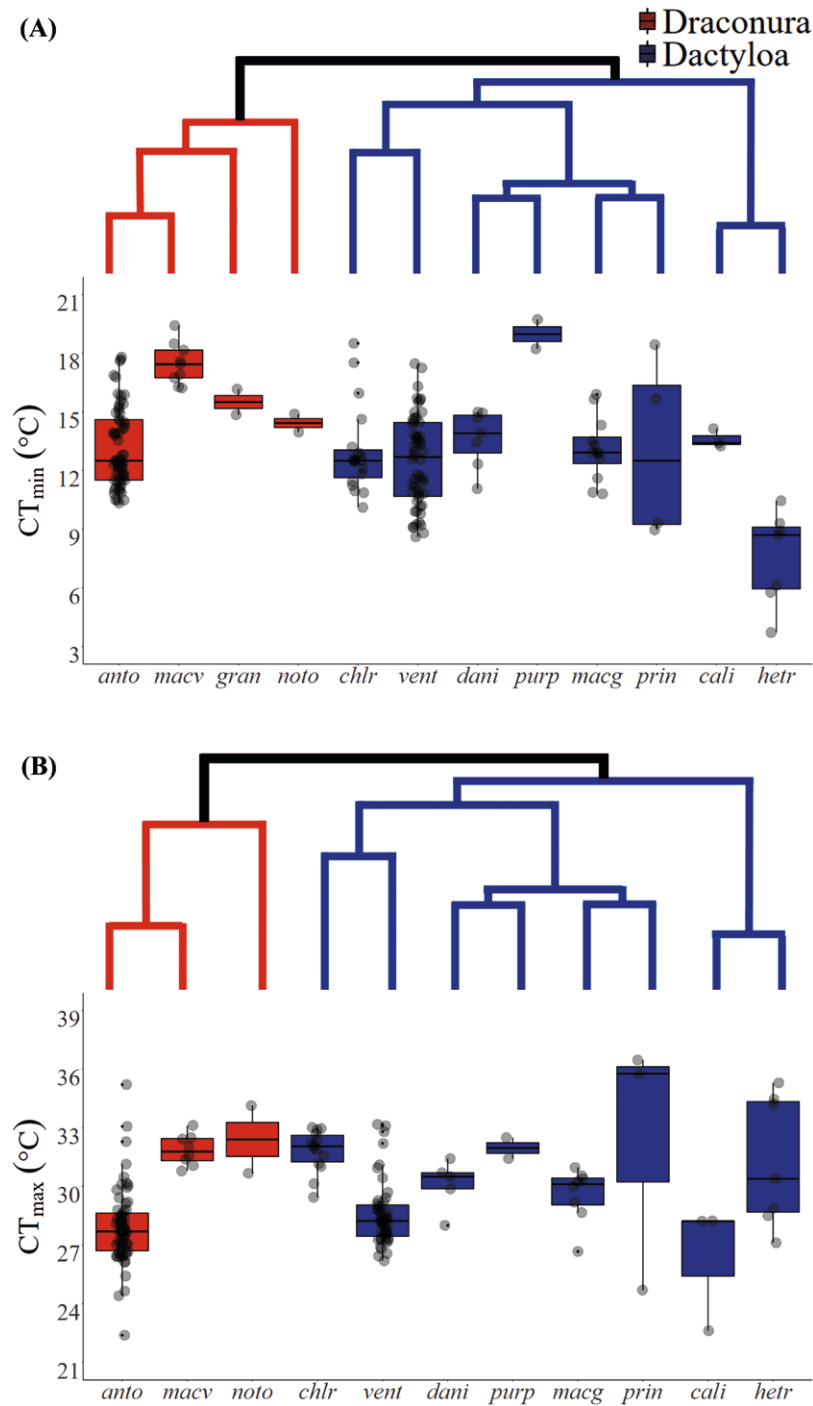 (A)
Draconura
Dactyloa
21
18
15
12
9
6
3
CTmin (°C)
anto macv gran noto chlr vent dani purp macg prin cali hetr
(B)
39
36
33
30
27
24
21
CTmax (°C)
anto macv noto chlr vent dani purp macg prin cali hetr